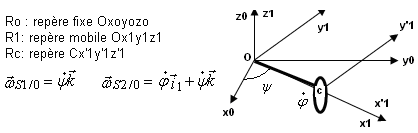 Ro : repère fixe Oxoyozo
R1: repère mobile Ox1y1z1
Rc: repère Cx'1y'1z'1
ω⃗S1/0 = ψ̇k⃗ ω⃗S2/0 = φ̇i⃗1 + ψ̇k⃗
z0
z1
y1
y'1
O
y0
ψ
φ̇
c
x0
x'1
x1